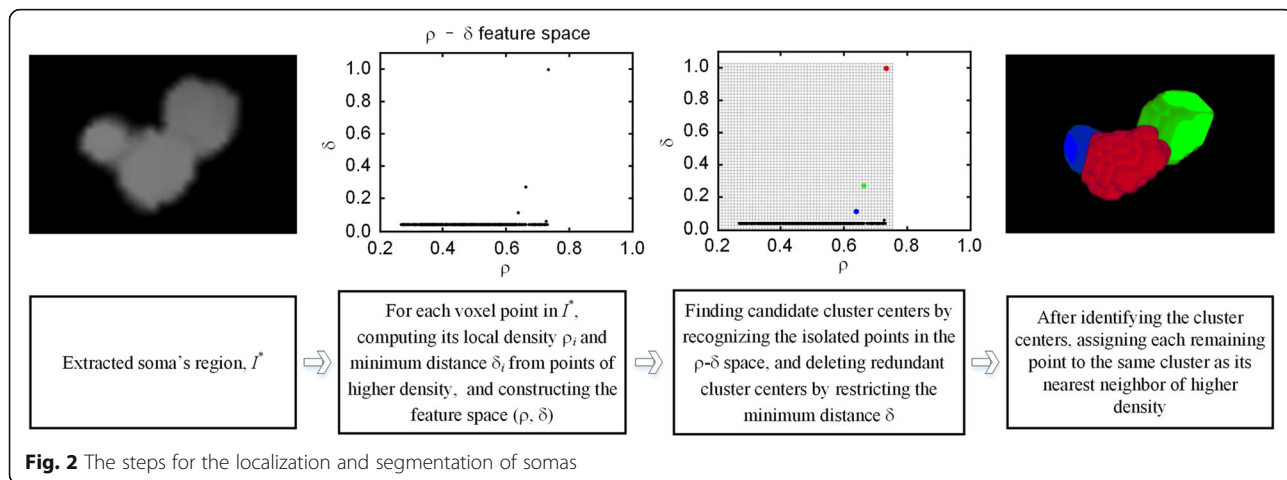 ρ − δ feature space
1.0
0.8
0.6
0.4
0.2
0.0
δ
0.2 0.4 0.6 0.8 1.0
ρ
1.0
0.8
0.6
0.4
0.2
0.0
δ
0.2 0.4 0.6 0.8 1.0
ρ
Extracted soma's region, I*
For each voxel point in I*,
computing its local density ρi and
minimum distance δi from points of
higher density, and constructing the
feature space (ρ, δ)
Finding candidate cluster centers by
recognizing the isolated points in the
ρ-δ space, and deleting redundant
cluster centers by restricting the
minimum distance δ
After identifying the cluster
centers, assigning each remaining
point to the same cluster as its
nearest neighbor of higher
density
Fig. 2 The steps for the localization and segmentation of somas